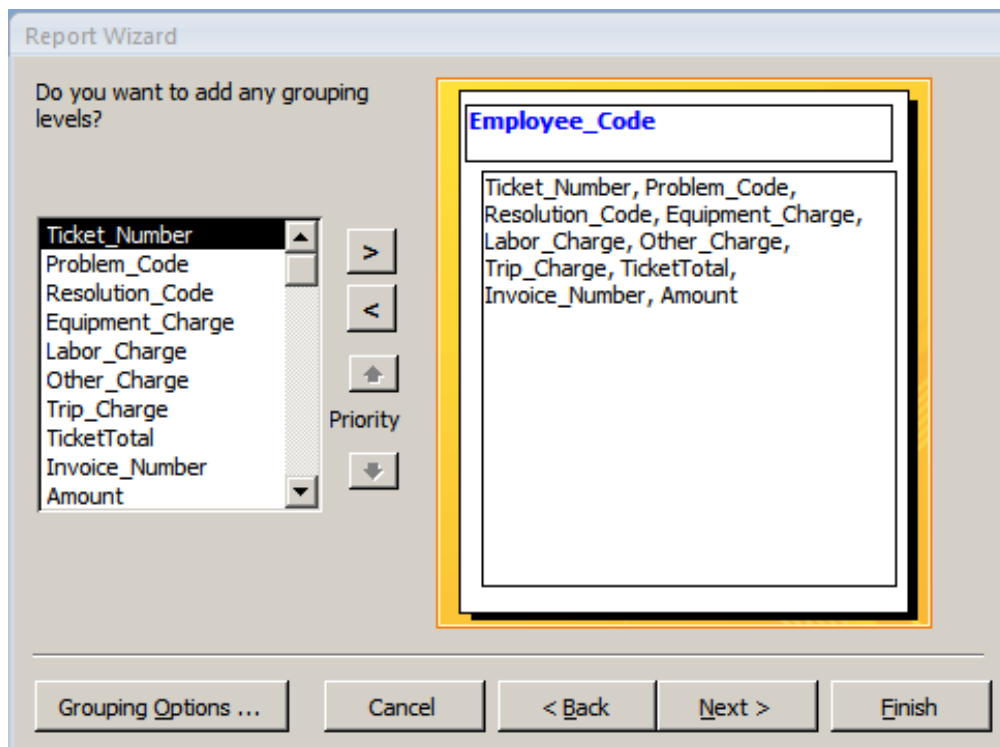 Report Wizard
Do you want to add any grouping
levels?
Ticket_Number
Problem_Code
Resolution_Code
Equipment_Charge
Labor_Charge
Other_Charge
Trip_Charge
TicketTotal
Invoice_Number
Amount
>
<
Priority
Employee_Code
Ticket_Number, Problem_Code,
Resolution_Code, Equipment_Charge,
Labor_Charge, Other_Charge,
Trip_Charge, TicketTotal,
Invoice_Number, Amount
Grouping Options ...
Cancel
< Back
Next >
Finish